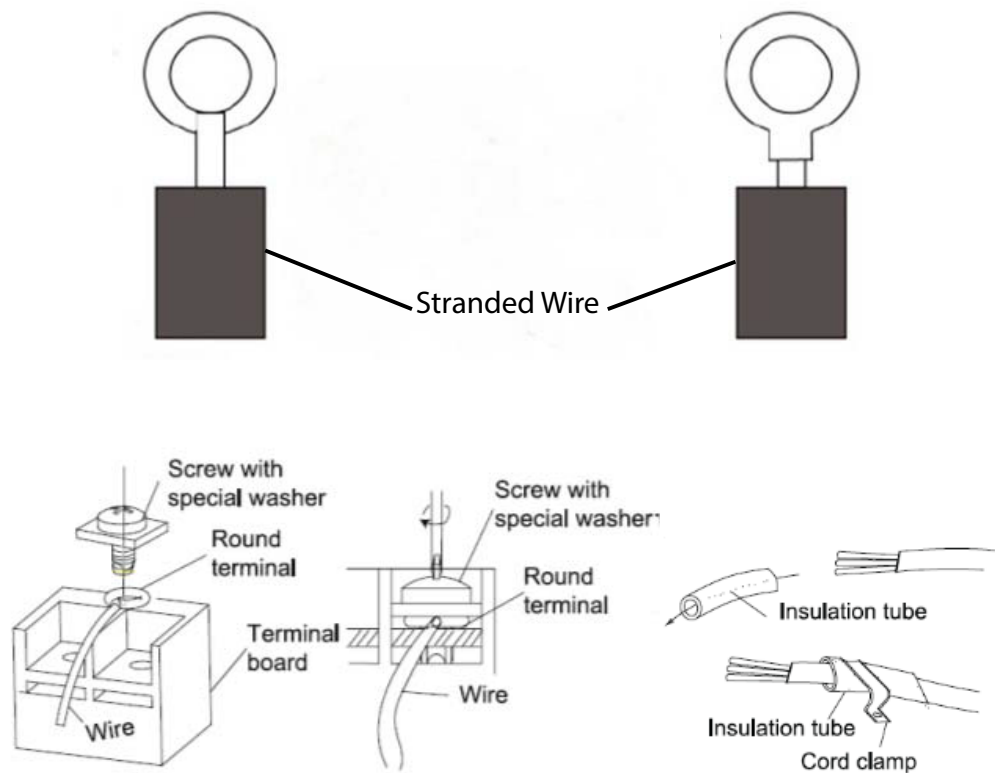 Stranded Wire
Screw with
special washer
Round
terminal
Terminal
board
Wire
Screw with
special washer
Round
terminal
Wire
Insulation tube
Insulation tube
Cord clamp